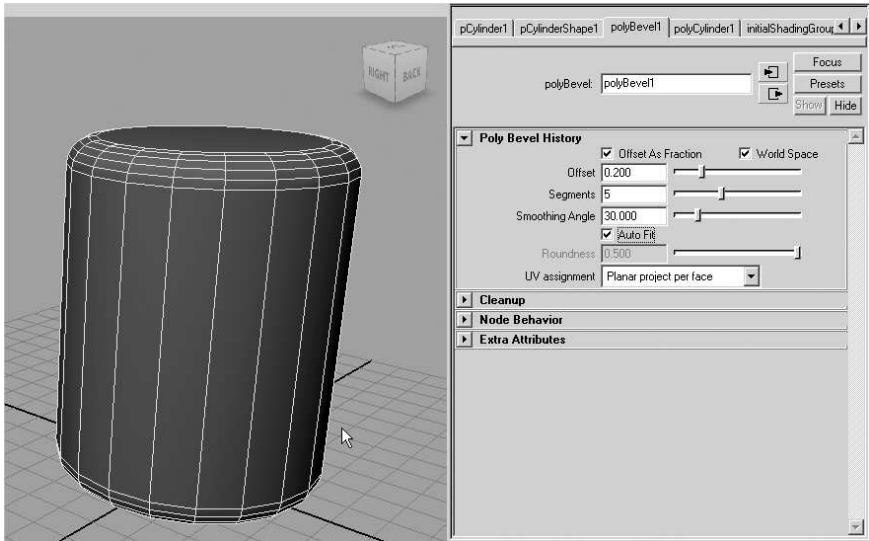 RIGHT BACK
pCylinder1 pCylinderShape1 polyBevel1 polyCylinder1 initialShadingGroup
polyBevel: polyBevel1
Focus
Presets
Show Hide
Poly Bevel History
Offset As Fraction World Space
Offset 0.200
Segments 5
Smoothing Angle 30.000
Auto Fit
Roundness 0.500
UV assignment Planar project per face
Cleanup
Node Behavior
Extra Attributes